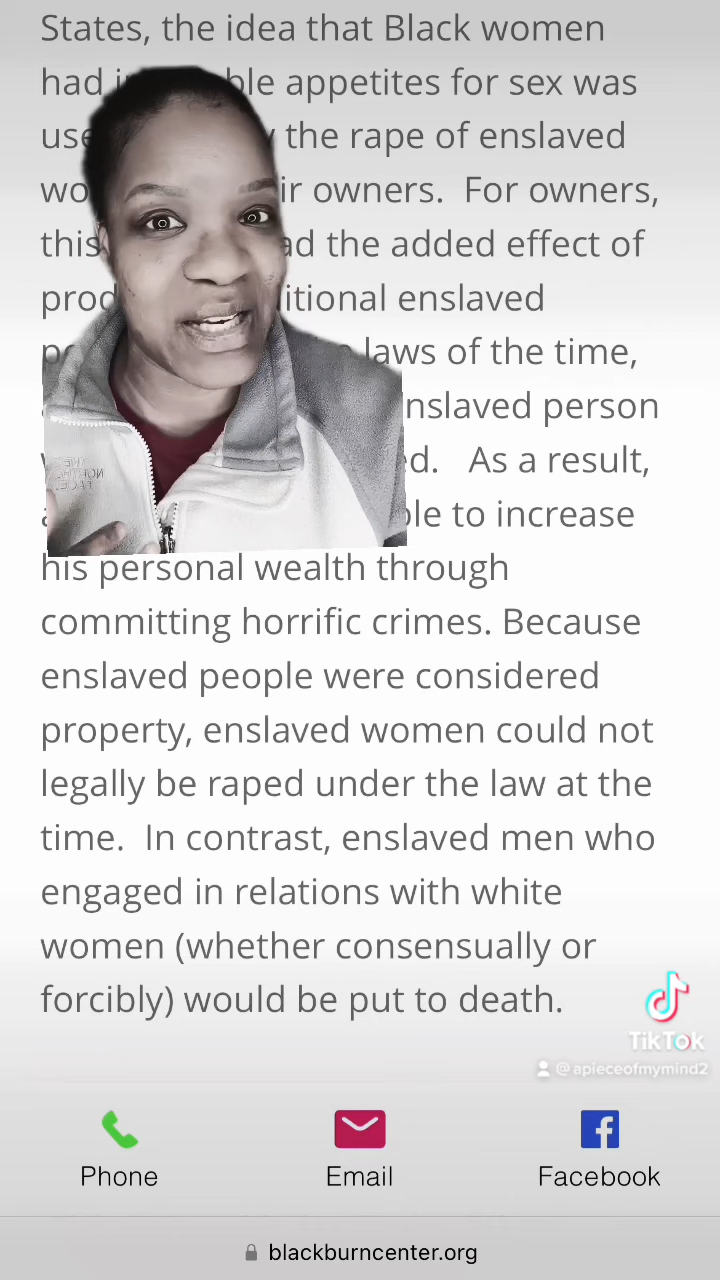 States, the idea that Black women
had ble appetites for sex was
use the rape of enslaved
wo ir owners. For owners,
this ad the added effect of
prod itional enslaved
laws of the time,
nslaved person
d. As a result,
ble to increase
his personal wealth through
committing horrific crimes. Because
enslaved people were considered
property, enslaved women could not
legally be raped under the law at the
time. In contrast, enslaved men who
engaged in relations with white
women (whether consensually or
forcibly) would be put to death.
THE
NORTH
FACE
TikTok
@apieceofmymind2
Phone Email Facebook
blackburncenter.org